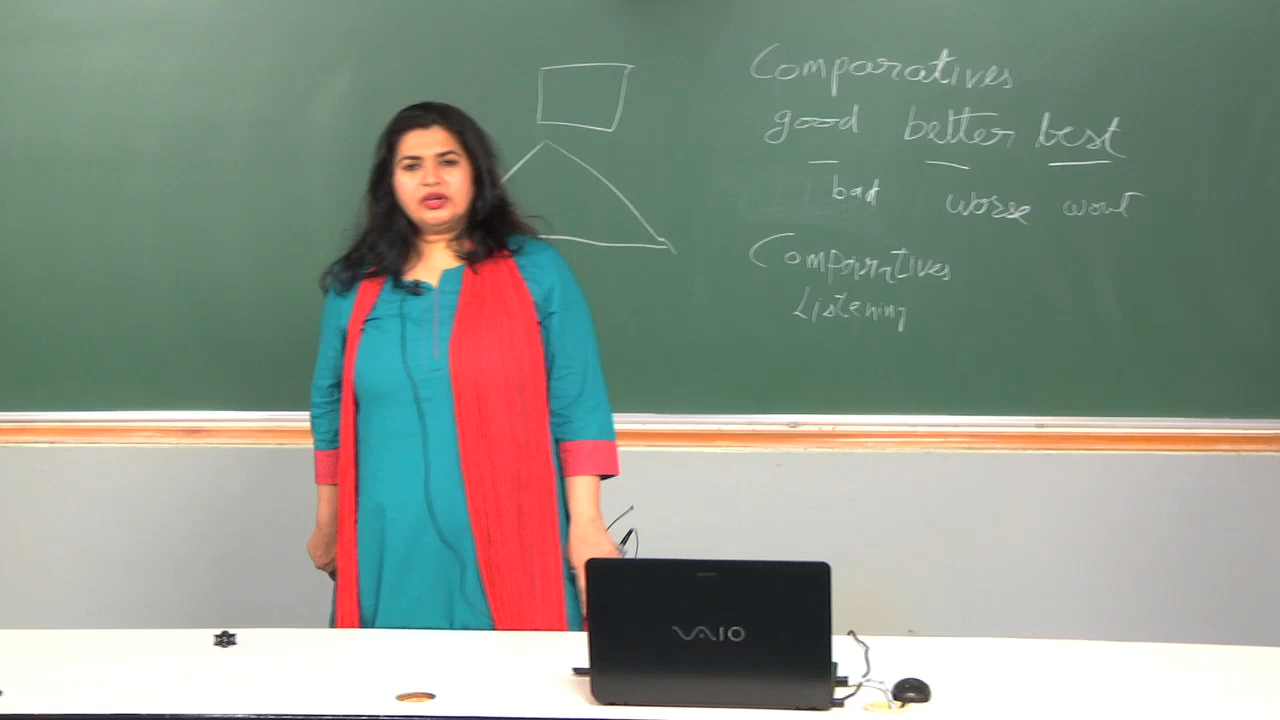 Comparatives
good better best
bad worse worst
Comparatives
Listening
VAIO